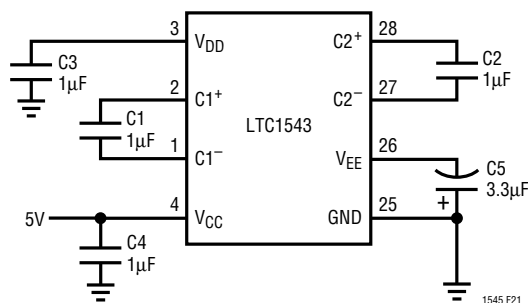 3
V_DD
C2⁺
28
C3
1μF
C2
1μF
2
C1⁺
C2⁻
27
C1
1μF
LTC1543
1
C1⁻
V_EE
26
C5
3.3μF
+
5V
4
V_CC
GND
25
C4
1μF
1545 F21